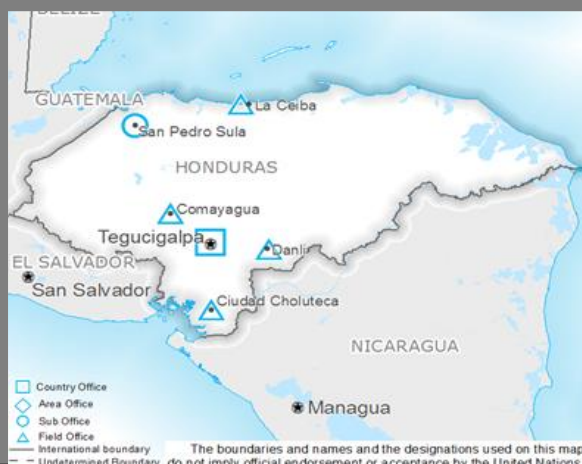 BELIZE
GUATEMALA
La Ceiba
San Pedro Sula
HONDURAS
Comayagua
Tegucigalpa
Danlí
EL SALVADOR
San Salvador
Ciudad Choluteca
NICARAGUA
Managua
Country Office
Area Office
Sub Office
Field Office
International boundary
The boundaries and names and the designations used on this map
Undetermined Boundary
do not imply official endorsement or acceptance by the United Nations